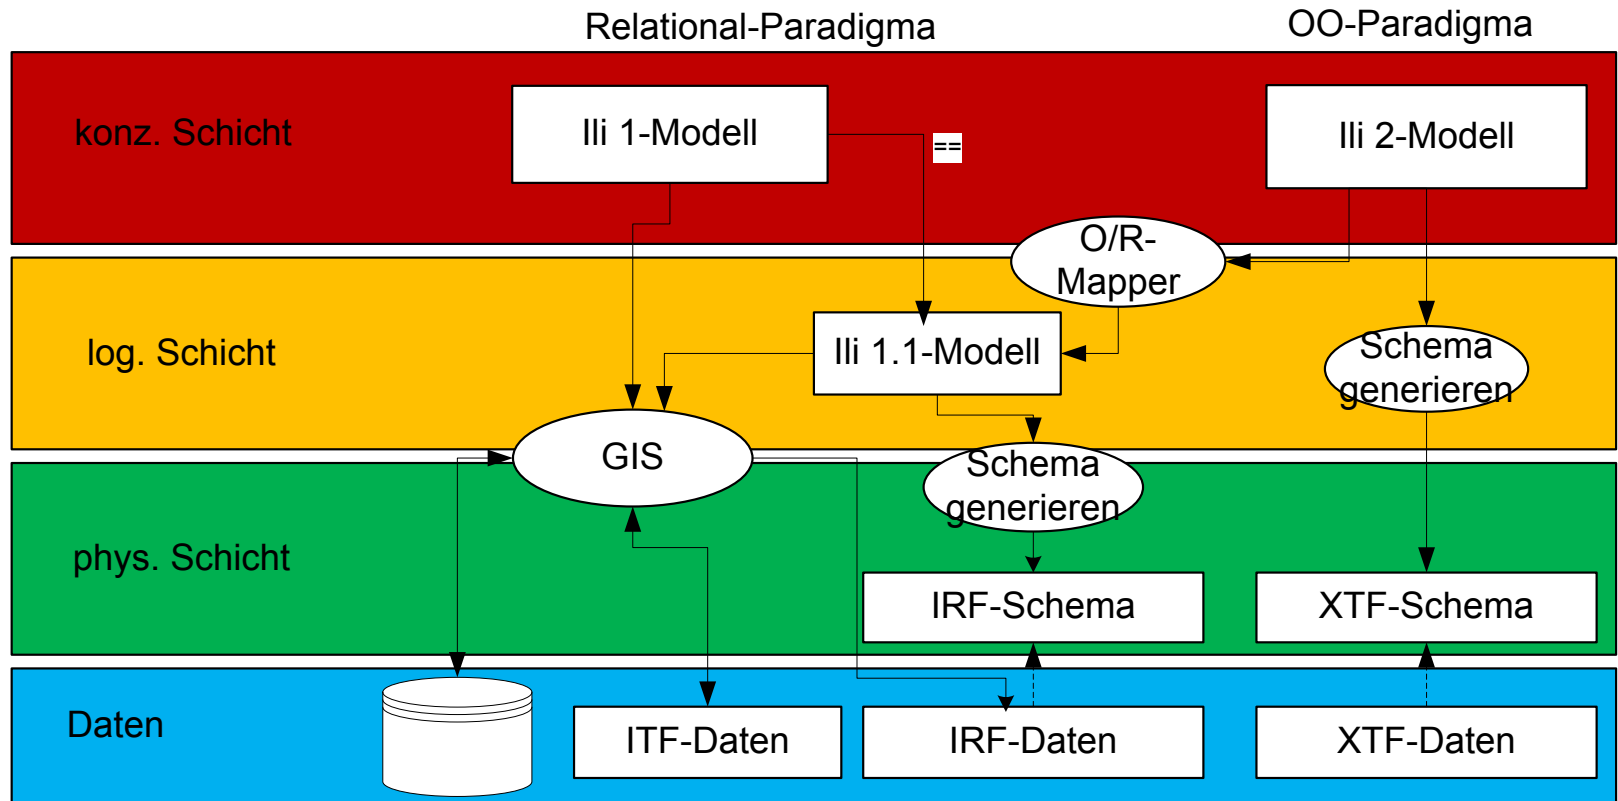 Relational-Paradigma
OO-Paradigma
konz. Schicht
Ili 1-Modell
==
Ili 2-Modell
O/R-
Mapper
log. Schicht
Ili 1.1-Modell
Schema
generieren
GIS
Schema
generieren
phys. Schicht
IRF-Schema
XTF-Schema
Daten
ITF-Daten
IRF-Daten
XTF-Daten